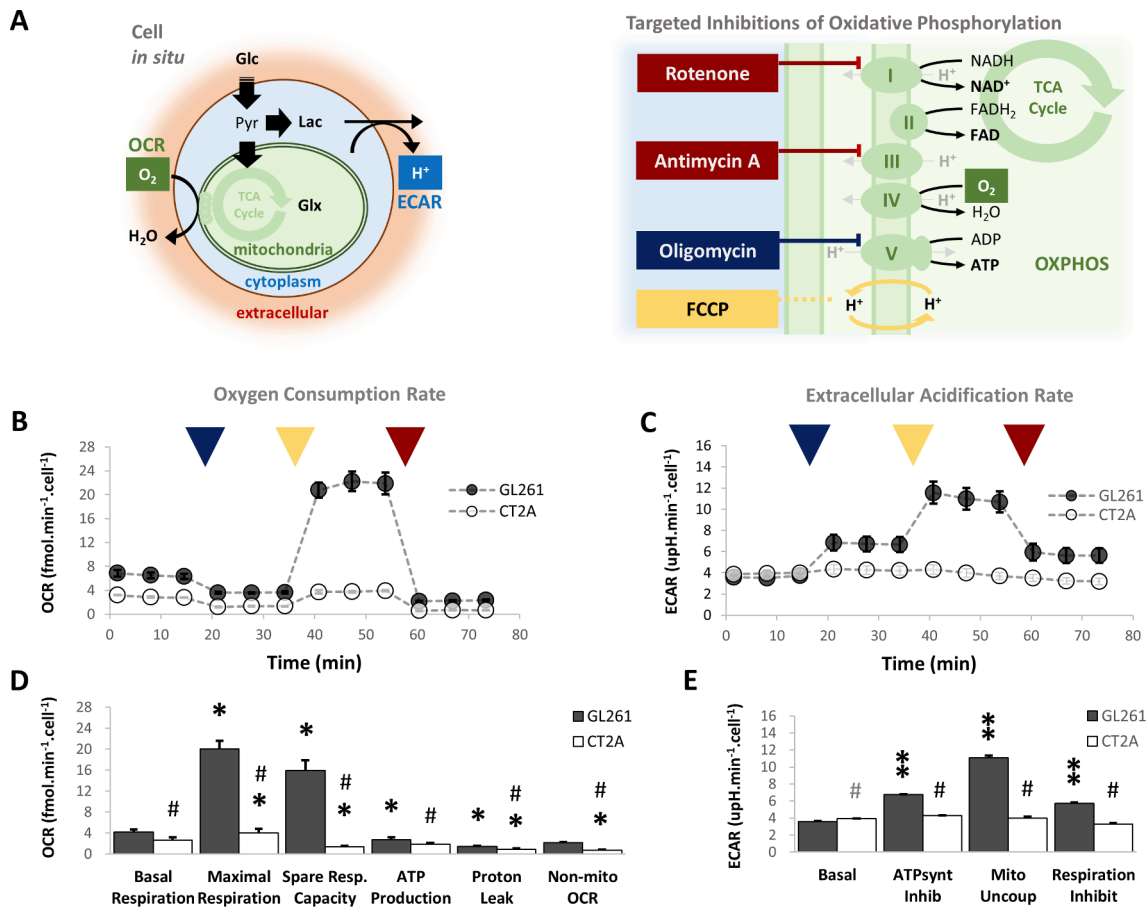 A
Cell
in situ
Glc
Pyr
Lac
OCR
O2
H+
ECAR
TCA
Cycle
Glx
H2O
mitochondria
cytoplasm
extracellular
Targeted Inhibitions of Oxidative Phosphorylation
Rotenone
I
H+
NADH
NAD+
TCA
Cycle
II
FADH2
FAD
Antimycin A
III
H+
IV
H+
O2
H2O
Oligomycin
H+
V
ADP
ATP
OXPHOS
FCCP
H+
H+
B
Oxygen Consumption Rate
OCR (fmol.min-1.cell-1)
28
24
20
16
12
8
4
0
GL261
CT2A
0 10 20 30 40 50 60 70 80
Time (min)
C
Extracellular Acidification Rate
ECAR (upH.min-1.cell-1)
16
14
12
10
8
6
4
2
0
GL261
CT2A
0 10 20 30 40 50 60 70 80
Time (min)
D
OCR (fmol.min-1.cell-1)
28
24
20
16
12
8
4
0
GL261
CT2A
#
*
#
*
*
#
*
*
#
*
#
*
#
*
Basal
Respiration
Maximal
Respiration
Spare Resp.
Capacity
ATP
Production
Proton
Leak
Non-mito
OCR
E
ECAR (upH.min-1.cell-1)
16
14
12
10
8
6
4
2
0
GL261
CT2A
#
**
#
**
#
**
#
Basal
ATPsynt
Inhib
Mito
Uncoup
Respiration
Inhibit